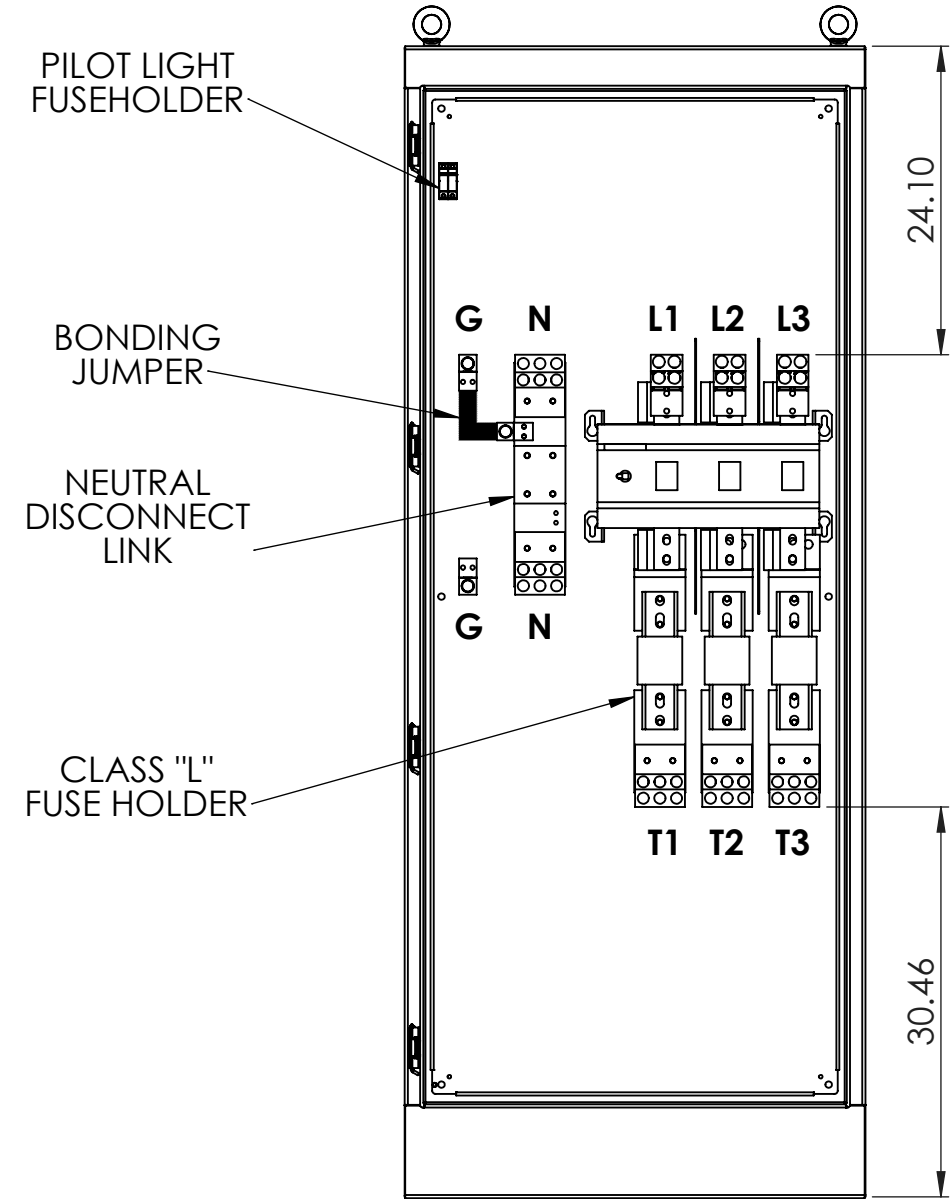 PILOT LIGHT
FUSEHOLDER
24.10
G N L1 L2 L3
BONDING
JUMPER
NEUTRAL
DISCONNECT
LINK
G N
CLASS "L"
FUSE HOLDER
T1 T2 T3
30.46